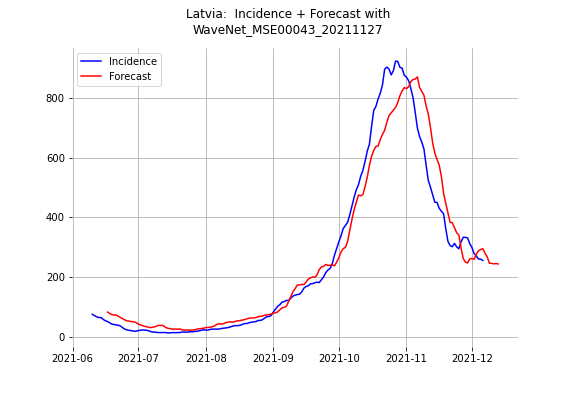 Latvia:  Incidence + Forecast with
WaveNet_MSE00043_20211127
Incidence
Forecast
800
600
400
200
0
2021-06 2021-07 2021-08 2021-09 2021-10 2021-11 2021-12